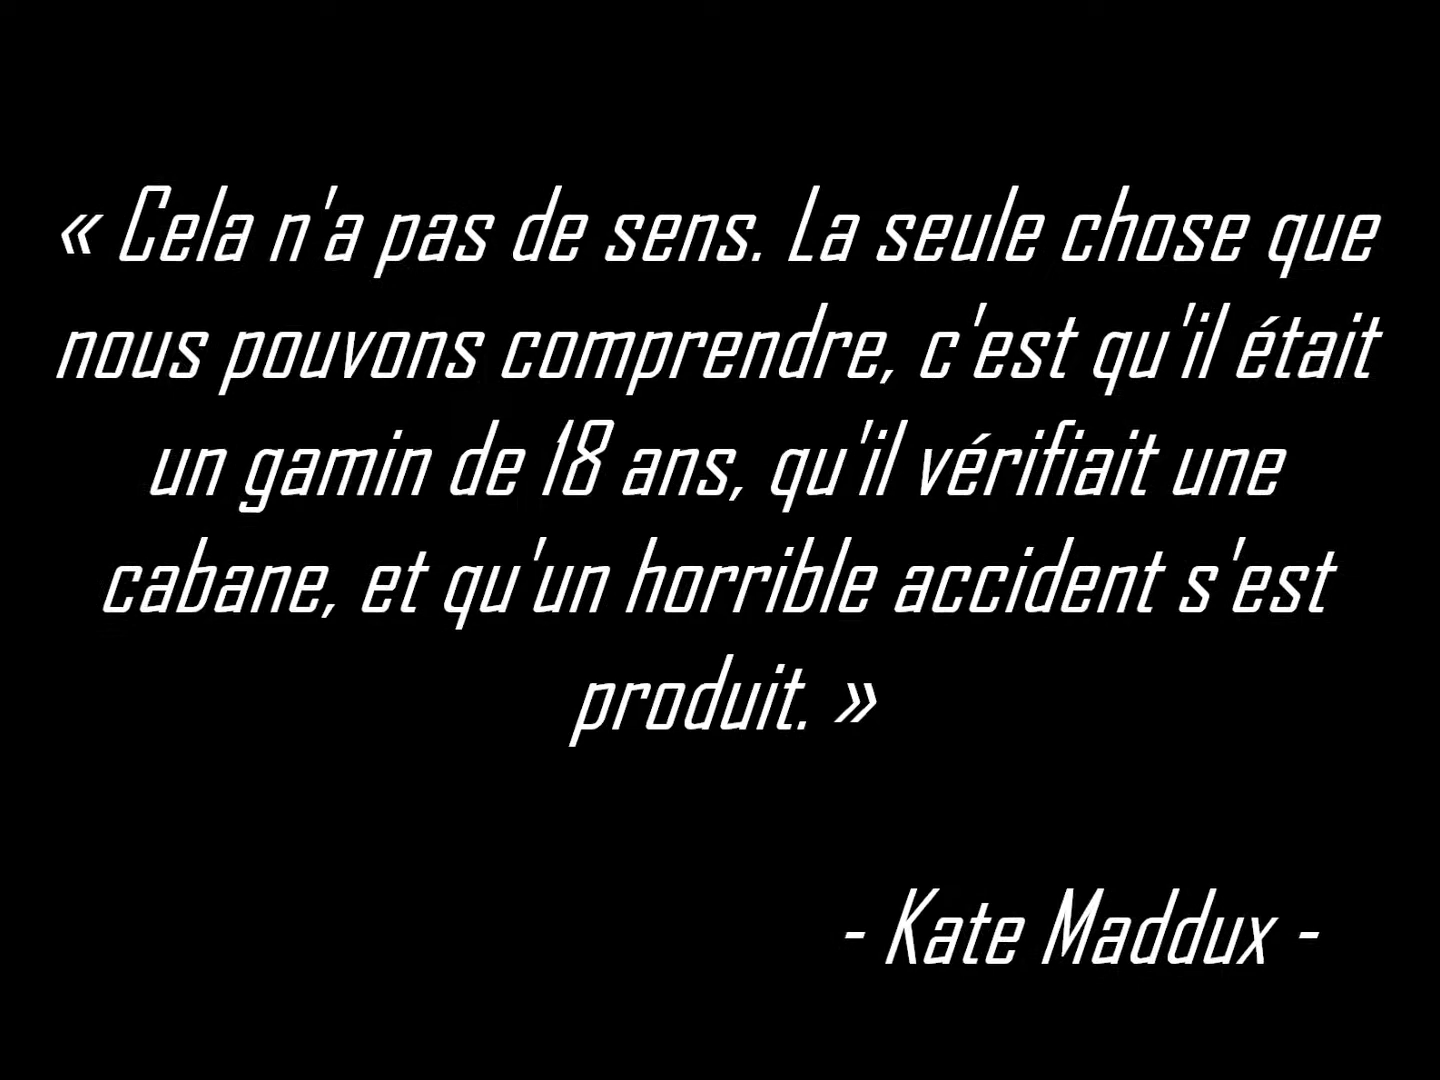 « Cela n'a pas de sens. La seule chose que
nous pouvons comprendre, c'est qu'il était
un gamin de 18 ans, qu'il vérifiait une
cabane, et qu'un horrible accident s'est
produit. »
- Kate Maddux -